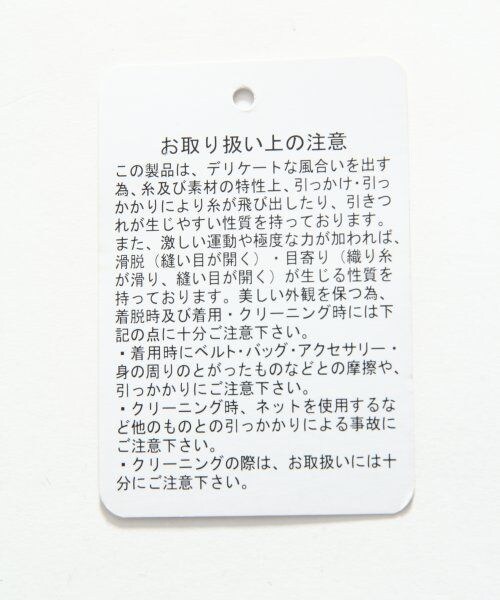 お取り扱い上の注意
この製品は、デリケートな風合いを出す
為、糸及び素材の特性上、引っかけ・引っ
かかりにより糸が飛び出したり、引きつ
れが生じやすい性質を持っております。
また、激しい運動や極度な力が加われば、
滑脱（縫い目が開く）・目寄り（織り糸
が滑り、縫い目が開く）が生じる性質を
持っております。美しい外観を保つ為、
着脱時及び着用・クリーニング時には下
記の点に十分ご注意下さい。
・着用時にベルト・バッグ・アクセサリー・
身の周りのとがったものなどとの摩擦や、
引っかかりにご注意下さい。
・クリーニング時、ネットを使用するな
ど他のものとの引っかかりによる事故に
ご注意下さい。
・クリーニングの際は、お取扱いには十
分にご注意下さい。